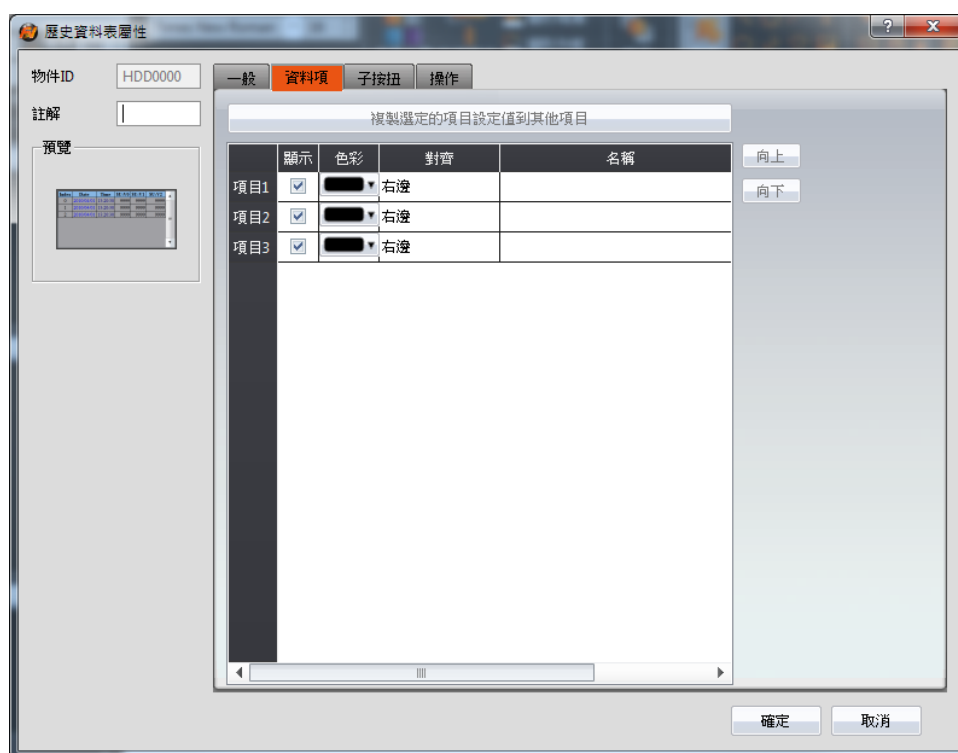 歷史資料表屬性
物件ID HDD0000
註解
預覽
一般 資料項 子按扭 操作
複製選定的項目設定值到其他項目
顯示 色彩 對齊 名稱
項目1 右邊
項目2 右邊
項目3 右邊
向上
向下
確定 取消